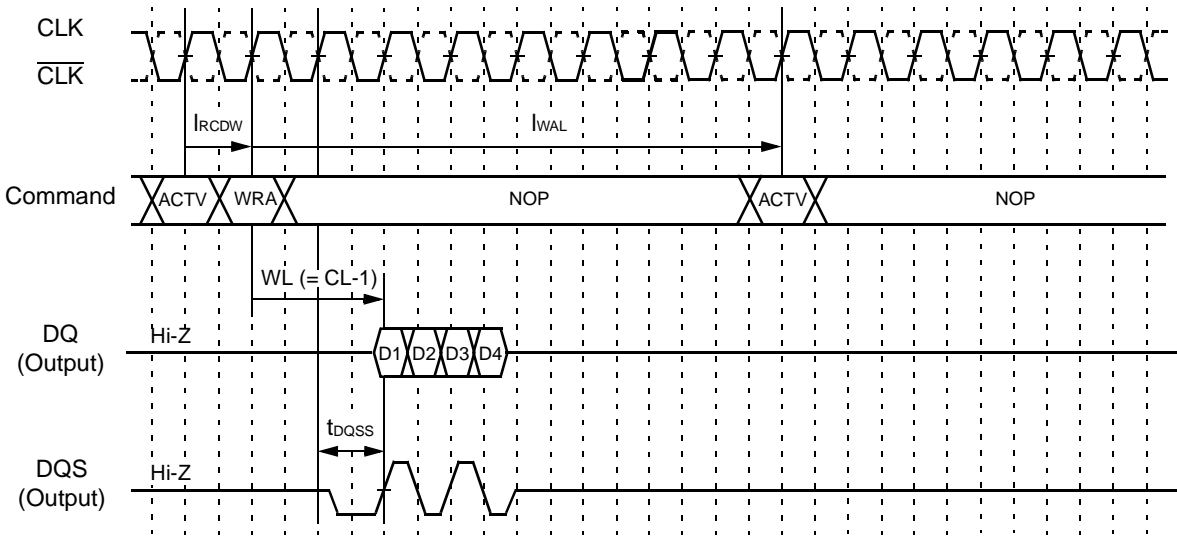 CLK
CLK
IRCDW
IWAL
Command
ACTV
WRA
NOP
ACTV
NOP
WL (= CL-1)
DQ
(Output)
Hi-Z
D1
D2
D3
D4
tDQSS
DQS
(Output)
Hi-Z